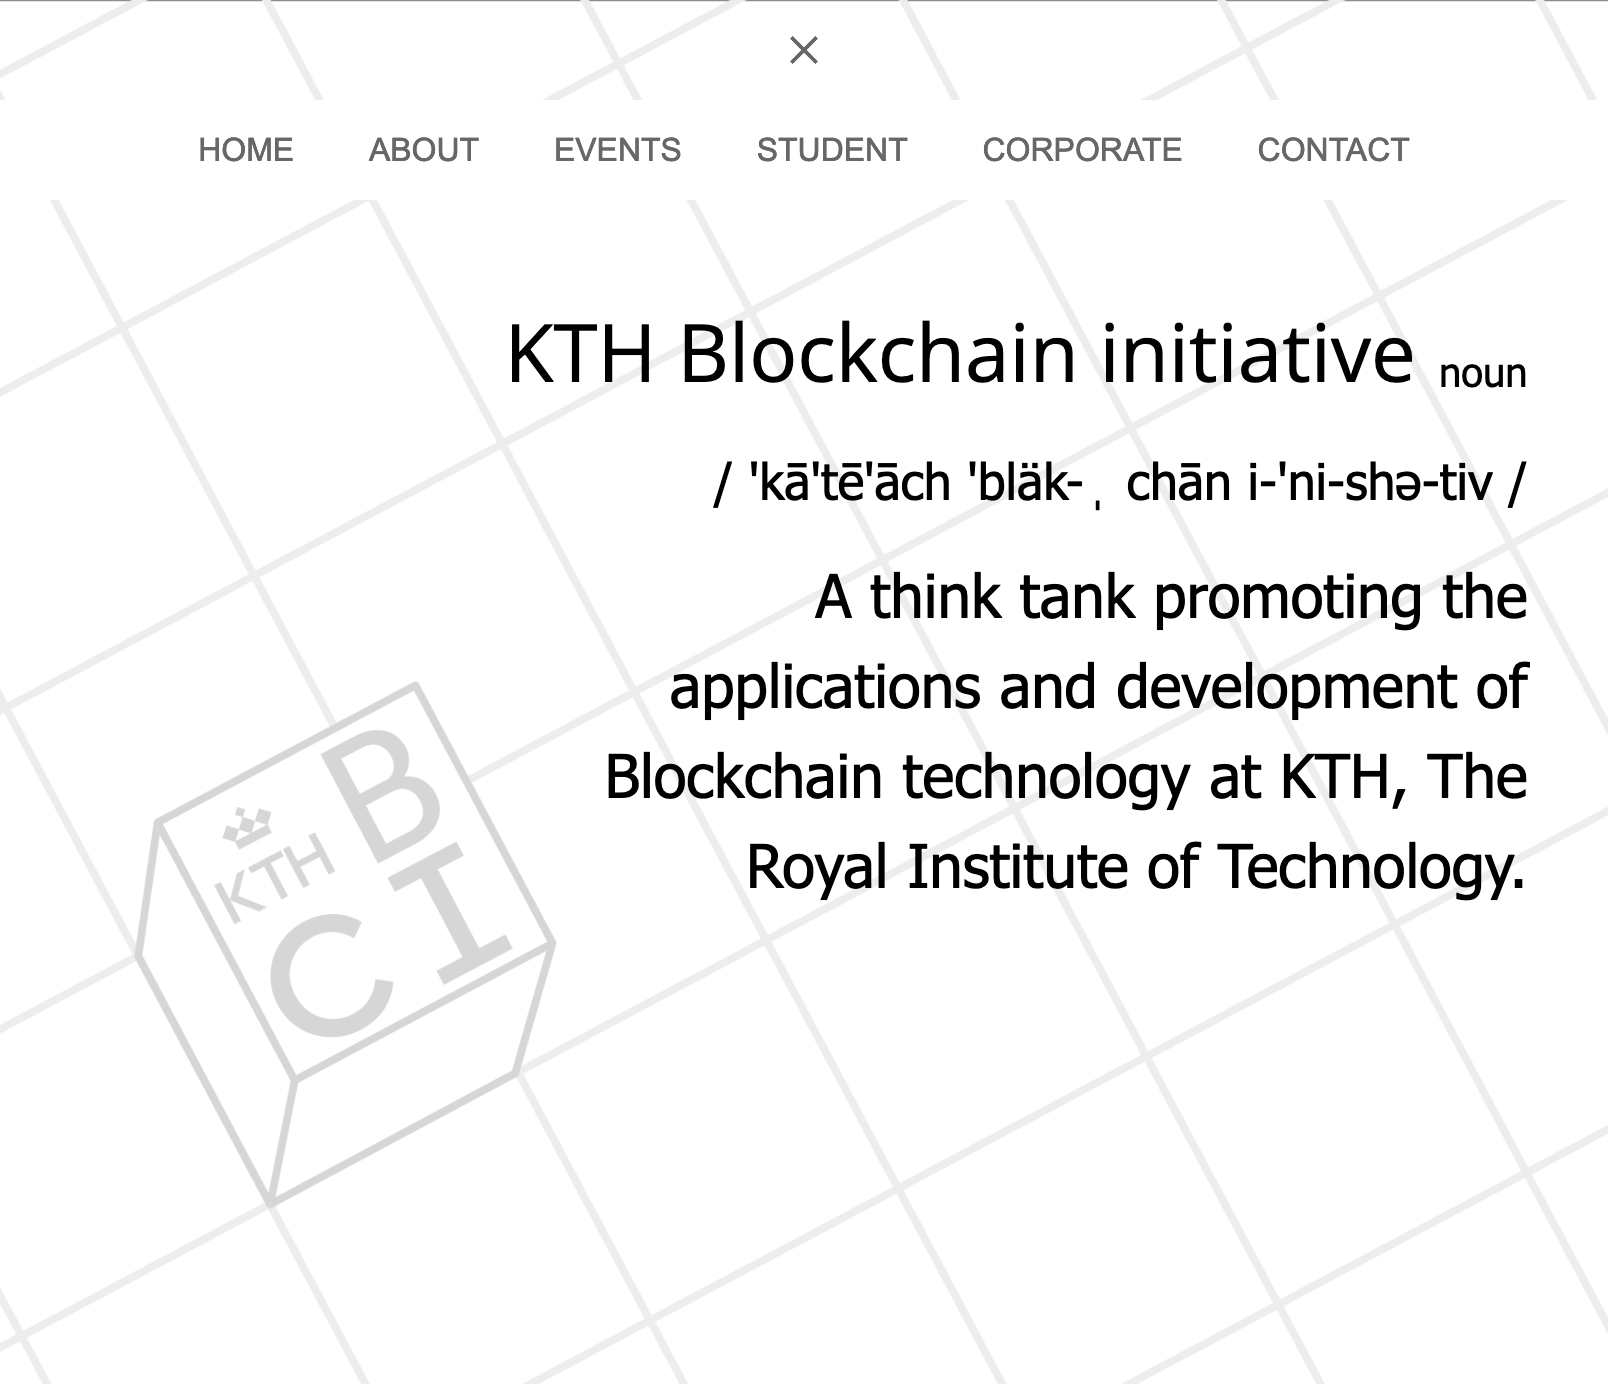 HOME ABOUT EVENTS STUDENT CORPORATE CONTACT
KTH Blockchain initiative noun
/ 'kā'tē'āch 'bläk-ˌ chān i-'ni-shə-tiv /
A think tank promoting the
applications and development of
Blockchain technology at KTH, The
Royal Institute of Technology.
B
KTH
C I